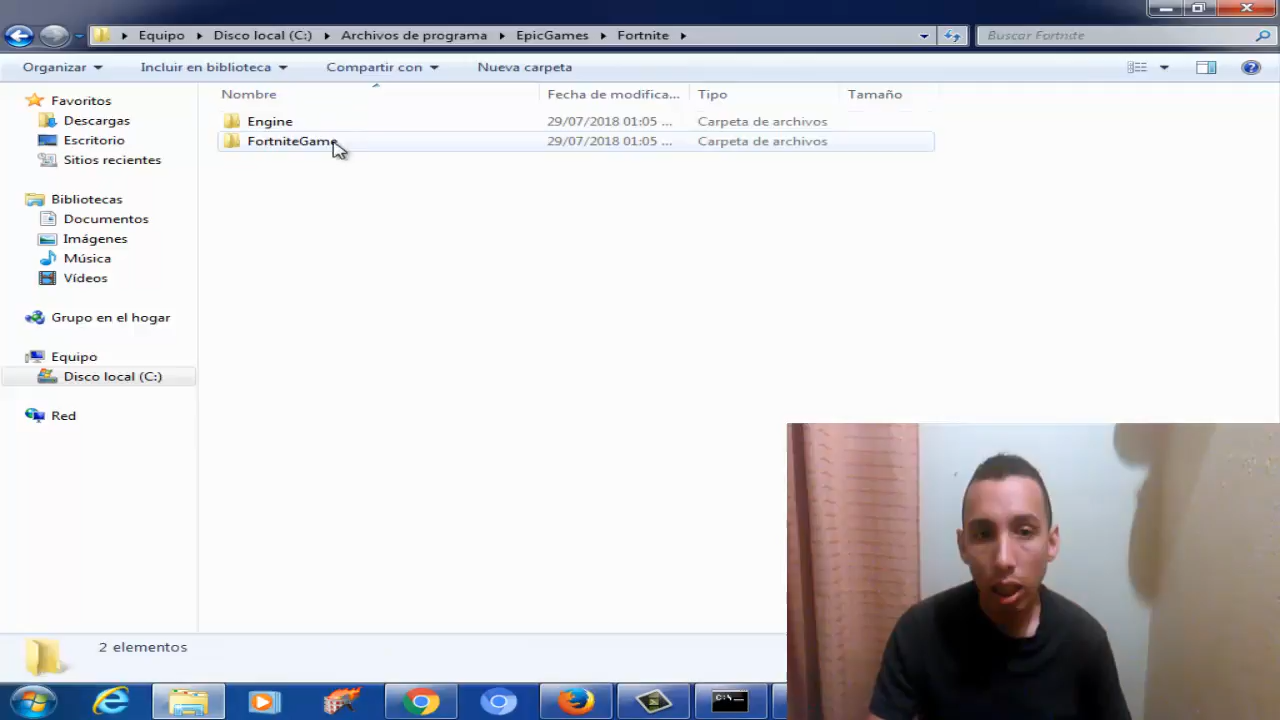 Equipo Disco local (C:) Archivos de programa EpicGames Fortnite Buscar Fortnite
Organizar Incluir en biblioteca Compartir con Nueva carpeta
Nombre Fecha de modifica... Tipo Tamaño
Favoritos
Descargas
Escritorio
Sitios recientes
Bibliotecas
Documentos
Imágenes
Música
Vídeos
Grupo en el hogar
Equipo
Disco local (C:)
Red
Engine 29/07/2018 01:05 ... Carpeta de archivos
FortniteGame 29/07/2018 01:05 ... Carpeta de archivos
2 elementos
C:\